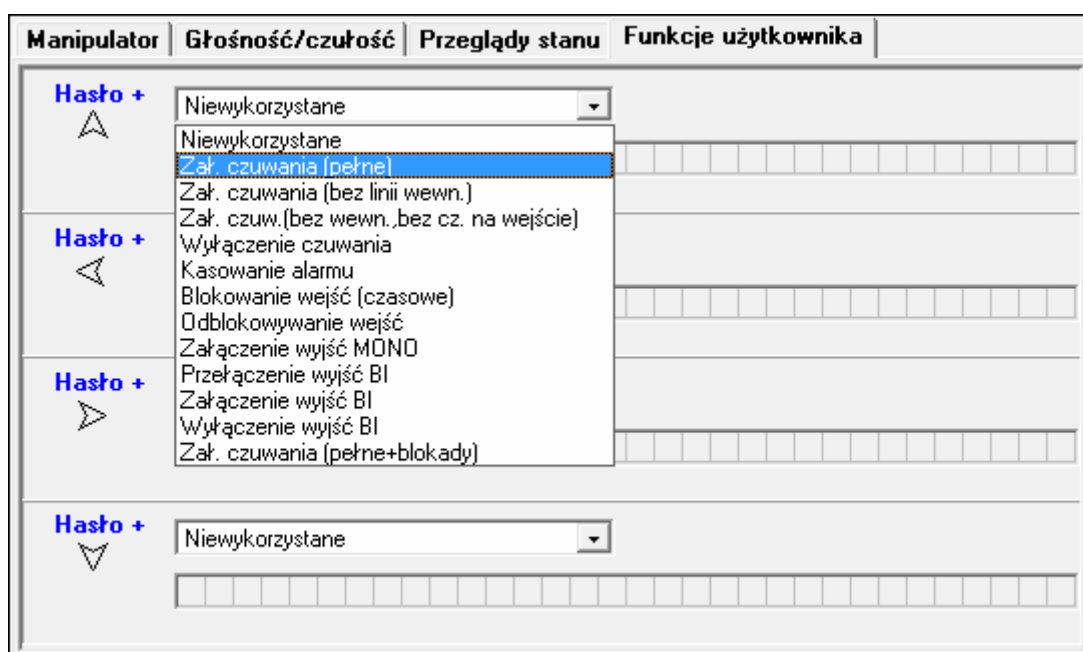 Manipulator Głośność/czułość Przeglądy stanu Funkcje użytkownika
Hasło +
Niewykorzystane
Niewykorzystane
Zał. czuwania (pełne)
Zał. czuwania (bez linii wewn.)
Zał. czuw.(bez wewn.,bez cz. na wejście)
Hasło +
Wyłączenie czuwania
Kasowanie alarmu
Blokowanie wejść (czasowe)
Odblokowywanie wejść
Załączenie wyjść MONO
Przełączenie wyjść BI
Hasło +
Załączenie wyjść BI
Wyłączenie wyjść BI
Zał. czuwania (pełne+blokady)
Hasło +
Niewykorzystane